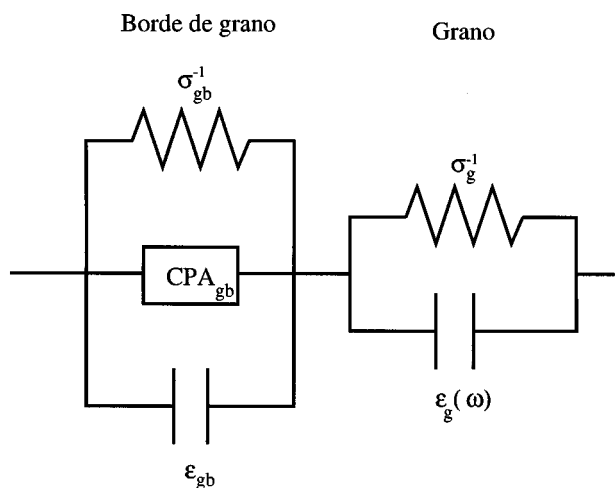 Borde de grano
Grano
σ_gb^-1
σ_g^-1
CPA_gb
ε_g(ω)
ε_gb